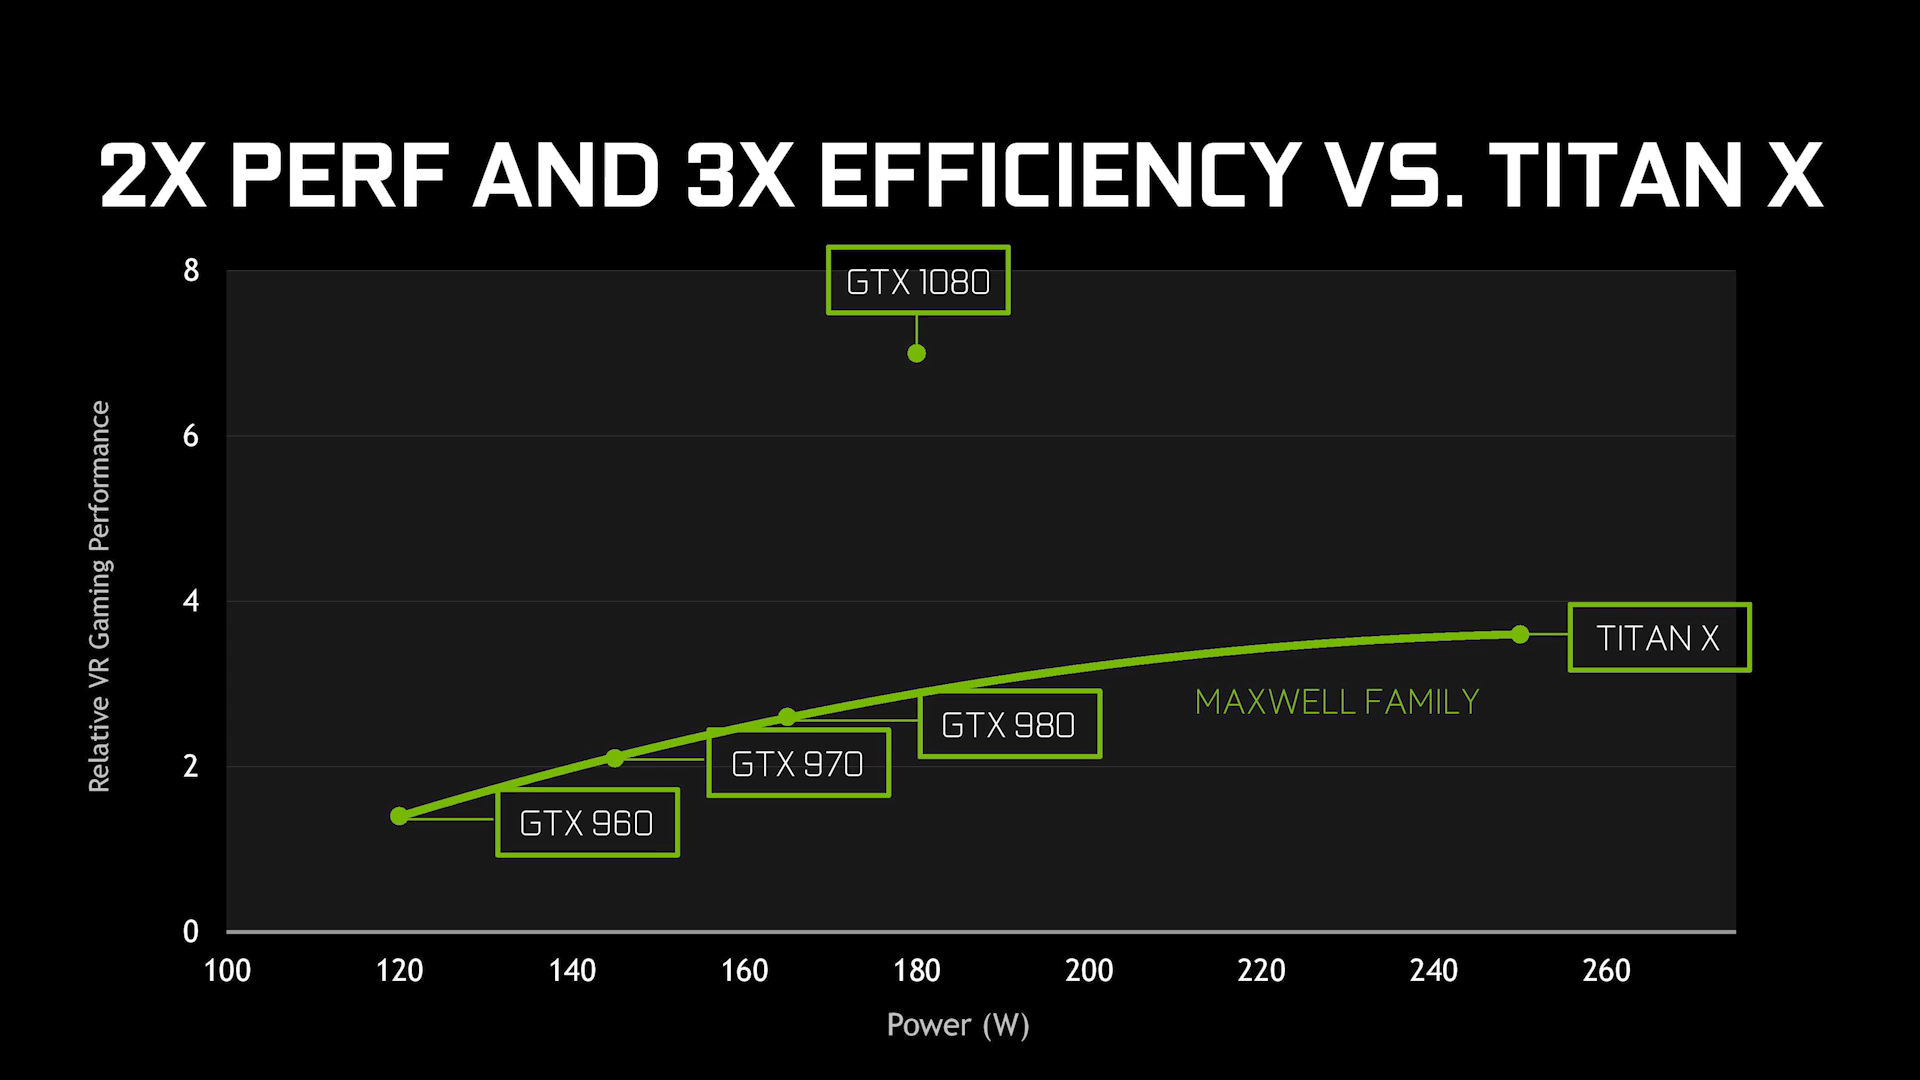 2X PERF AND 3X EFFICIENCY VS. TITAN X
8
6
4
2
0
Relative VR Gaming Performance
GTX 1080
TITAN X
MAXWELL FAMILY
GTX 980
GTX 970
GTX 960
100 120 140 160 180 200 220 240 260
Power (W)